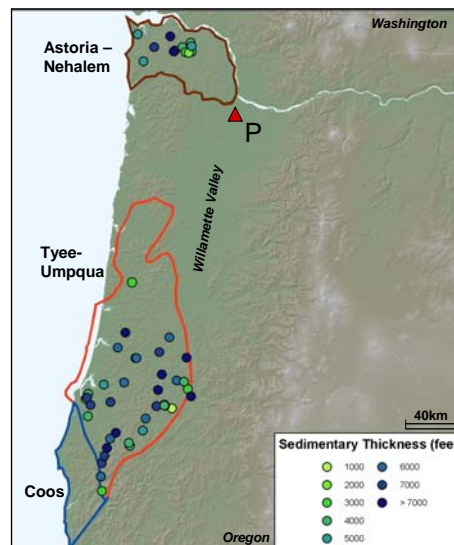 Washington
Astoria –
Nehalem
P
Willamette Valley
Tyee-
Umpqua
40km
Sedimentary Thickness (fee
1000
2000
3000
4000
5000
6000
7000
> 7000
Coos
Oregon